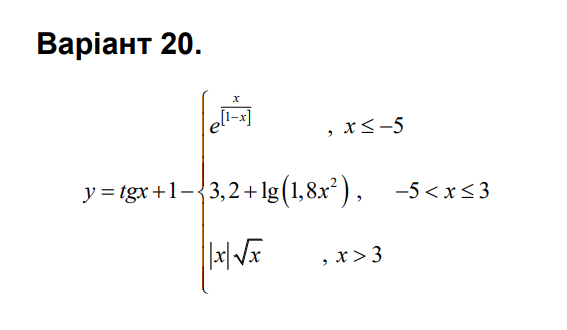 Варіант 20.
e^{x/[1−x]} , x ≤ −5
y = tgx + 1 − { 3,2 + lg(1,8x²) , −5 < x ≤ 3
|x|√x , x > 3